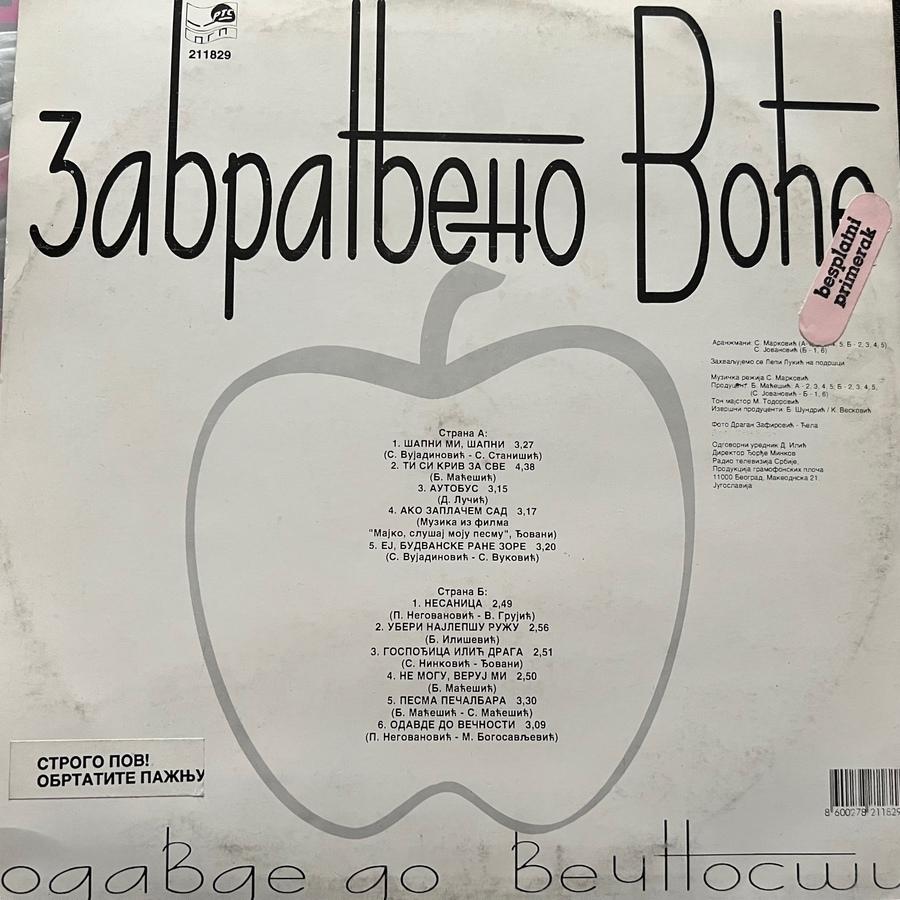 РТС
ПГП
211829
Забрањено Воће
besplatni
primerak
Аранжмани: С. Марковић (А- 4, 5; Б - 2, 3, 4, 5)
С. Јовановић (Б - 1, 6)
Захваљујемо се Лепи Лукић на подршци
Музичка режија С. Марковић
Продуцент: Б. Маћешић: А - 2, 3, 4, 5; Б - 2, 3, 4, 5,
(С. Јовановић - Б - 1, 6)
Тон мајстор М. Тодоровић
Извршни продуценти: Б. Шундрић / К. Весковић
Фото Драган Зафировић - Ћела
Одговорни уредник Д. Илић
Директор Ђорђе Минков
Радио телевизија Србије,
Продукција грамофонских плоча
11000 Београд, Македонска 21.
Југославија
Страна А:
1. ШАПНИ МИ, ШАПНИ 3,27
(С. Вујадиновић - С. Станишић)
2. ТИ СИ КРИВ ЗА СВЕ 4,38
(Б. Маћешић)
3. АУТОБУС 3,15
(Д. Лучић)
4. АКО ЗАПЛАЧЕМ САД 3,17
(Музика из филма
"Мајко, слушај моју песму", Ђовани)
5. ЕЈ, БУДВАНСКЕ РАНЕ ЗОРЕ 3,20
(С. Вујадиновић - С. Вуковић)
Страна Б:
1. НЕСАНИЦА 2,49
(П. Неговановић - В. Грујић)
2. УБЕРИ НАЈЛЕПШУ РУЖУ 2,56
(Б. Илишевић)
3. ГОСПОЂИЦА ИЛИЋ ДРАГА 2,51
(С. Нинковић - Ђовани)
4. НЕ МОГУ, ВЕРУЈ МИ 2,50
(Б. Маћешић)
5. ПЕСМА ПЕЧАЛБАРА 3,30
(Б. Маћешић - С. Маћешић)
6. ОДАВДЕ ДО ВЕЧНОСТИ 3,09
(П. Неговановић - М. Богосављевић)
СТРОГО ПОВ!
ОБРТАТИТЕ ПАЖЊУ
8 600278 211829
одавде до вечности